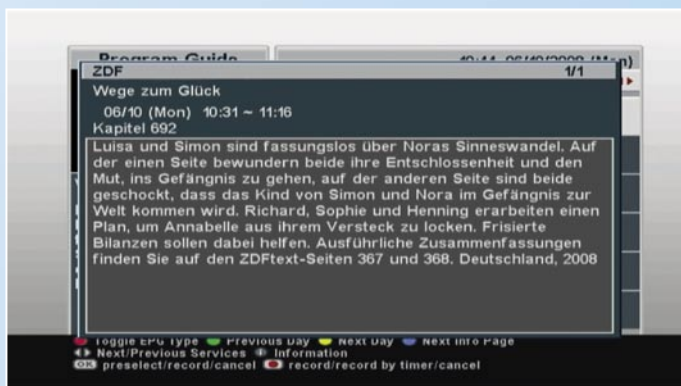 Program Guide
ZDF 1/1
Wege zum Glück
06/10 (Mon) 10:31 ~ 11:16
Kapitel 692
Luisa und Simon sind fassungslos über Noras Sinneswandel. Auf
der einen Seite bewundern beide ihre Entschlossenheit und den
Mut, ins Gefängnis zu gehen, auf der anderen Seite sind beide
geschockt, dass das Kind von Simon und Nora im Gefängnis zur
Welt kommen wird. Richard, Sophie und Henning erarbeiten einen
Plan, um Annabelle aus ihrem Versteck zu locken. Frisierte
Bilanzen sollen dabei helfen. Ausführliche Zusammenfassungen
finden Sie auf den ZDFtext-Seiten 367 und 368. Deutschland, 2008
Toggle EPG Type Previous Day Next Day Next Info Page
Next/Previous Services Information
OK preselect/record/cancel record/record by timer/cancel